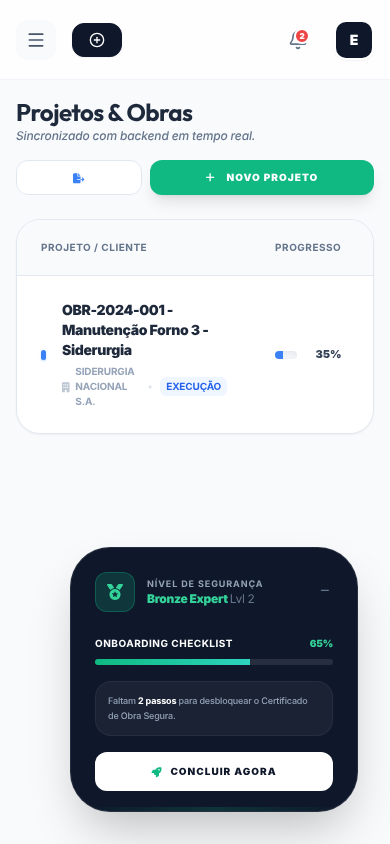 2
E
Projetos & Obras
Sincronizado com backend em tempo real.
NOVO PROJETO
PROJETO / CLIENTE
PROGRESSO
OBR-2024-001 -
Manutenção Forno 3 -
Siderurgia
SIDERURGIA
NACIONAL
S.A.
EXECUÇÃO
35%
NÍVEL DE SEGURANÇA
Bronze Expert Lvl 2
ONBOARDING CHECKLIST
65%
Faltam 2 passos para desbloquear o Certificado
de Obra Segura.
CONCLUIR AGORA